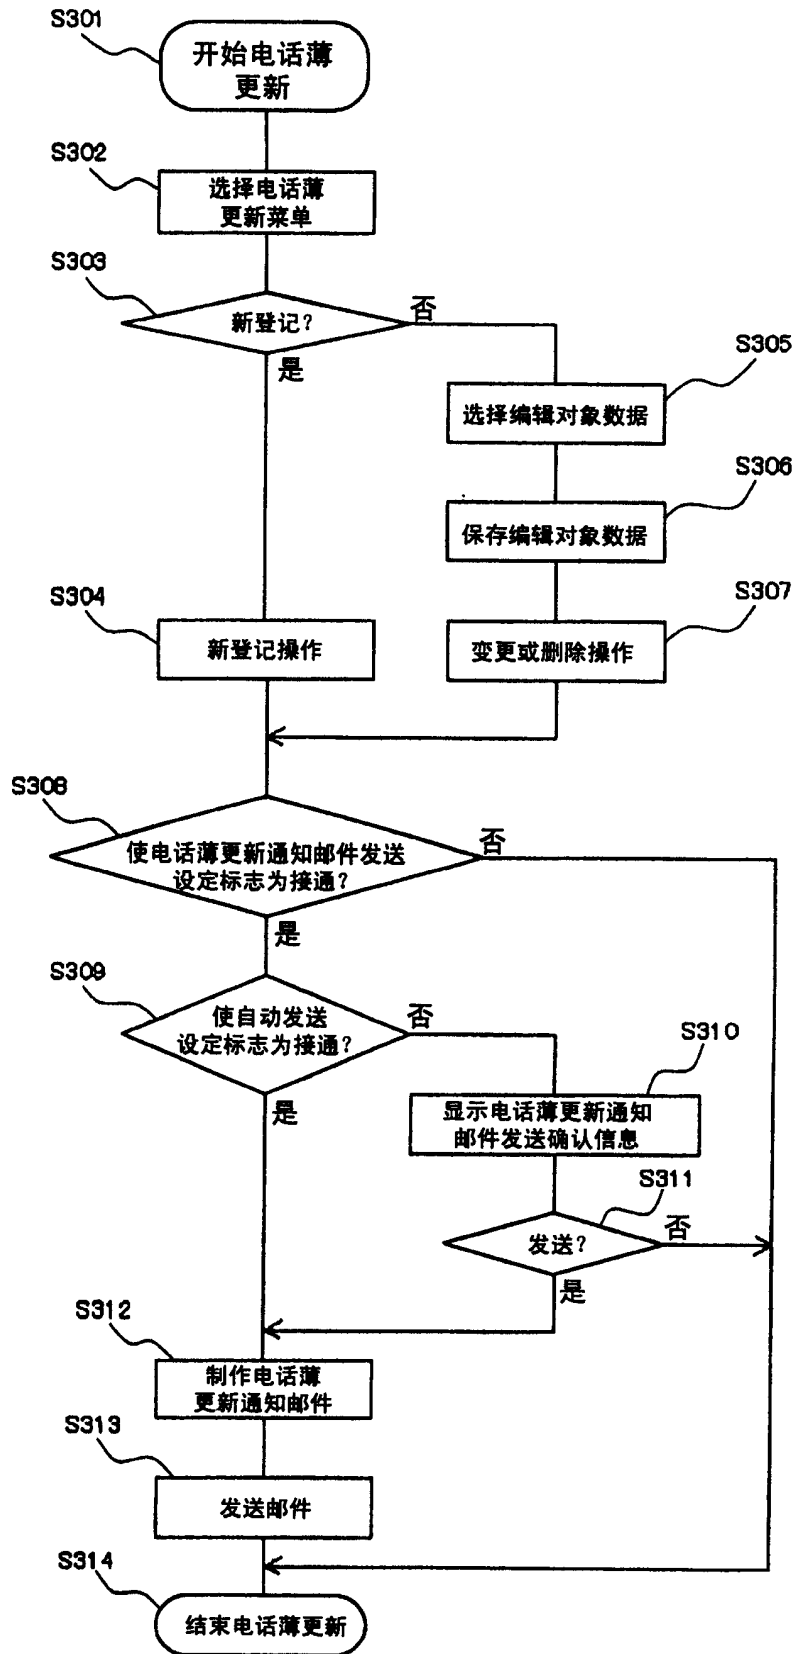 S301
开始电话薄
更新
S302
选择电话薄
更新菜单
S303
新登记?
否
是
S305
选择编辑对象数据
S306
保存编辑对象数据
S304
新登记操作
S307
变更或删除操作
S308
使电话薄更新通知邮件发送
设定标志为接通?
否
是
S309
使自动发送
设定标志为接通?
否
是
S310
显示电话薄更新通知
邮件发送确认信息
S311
发送?
否
是
S312
制作电话薄
更新通知邮件
S313
发送邮件
S314
结束电话薄更新